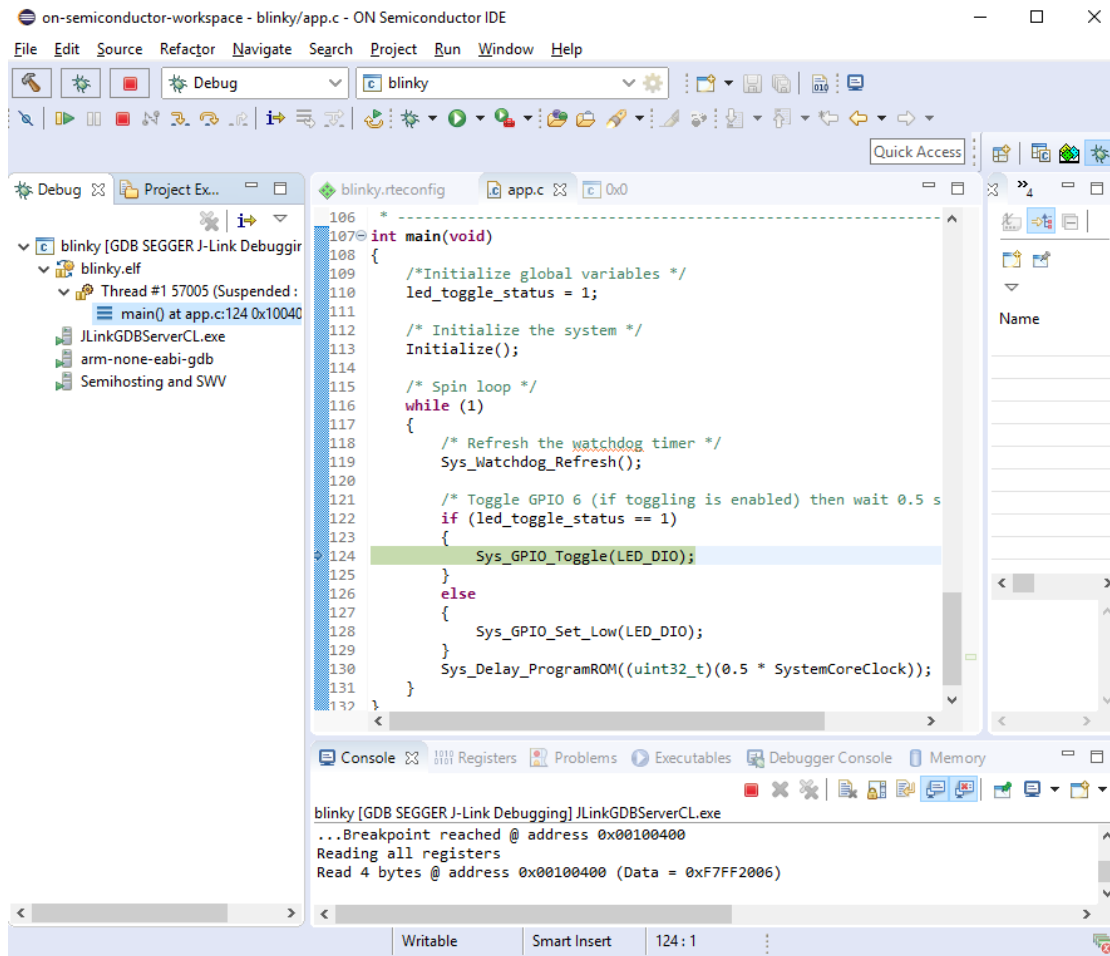 on-semiconductor-workspace - blinky/app.c - ON Semiconductor IDE
File Edit Source Refactor Navigate Search Project Run Window Help
Debug
blinky
Quick Access
Debug Project Ex...
blinky [GDB SEGGER J-Link Debuggin
blinky.elf
Thread #1 57005 (Suspended :
main() at app.c:124 0x10040
JLinkGDBServerCL.exe
arm-none-eabi-gdb
Semihosting and SWV
blinky.rteconfig app.c 0x0
106 * ----------------------------------------------------------------
107 int main(void)
108 {
109 /*Initialize global variables */
110 led_toggle_status = 1;
111
112 /* Initialize the system */
113 Initialize();
114
115 /* Spin loop */
116 while (1)
117 {
118 /* Refresh the watchdog timer */
119 Sys_Watchdog_Refresh();
120
121 /* Toggle GPIO 6 (if toggling is enabled) then wait 0.5 s
122 if (led_toggle_status == 1)
123 {
124 Sys_GPIO_Toggle(LED_DIO);
125 }
126 else
127 {
128 Sys_GPIO_Set_Low(LED_DIO);
129 }
130 Sys_Delay_ProgramROM((uint32_t)(0.5 * SystemCoreClock));
131 }
132 }
»4
Name
Console Registers Problems Executables Debugger Console Memory
blinky [GDB SEGGER J-Link Debugging] JLinkGDBServerCL.exe
...Breakpoint reached @ address 0x00100400
Reading all registers
Read 4 bytes @ address 0x00100400 (Data = 0xF7FF2006)
Writable Smart Insert 124 : 1